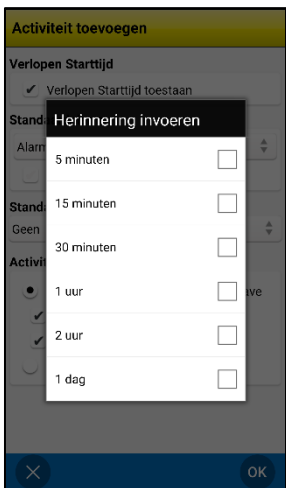 Activiteit toevoegen
Verlopen Starttijd
Verlopen Starttijd toestaan
Herinnering invoeren
5 minuten
15 minuten
30 minuten
1 uur
2 uur
1 dag
Geen
OK